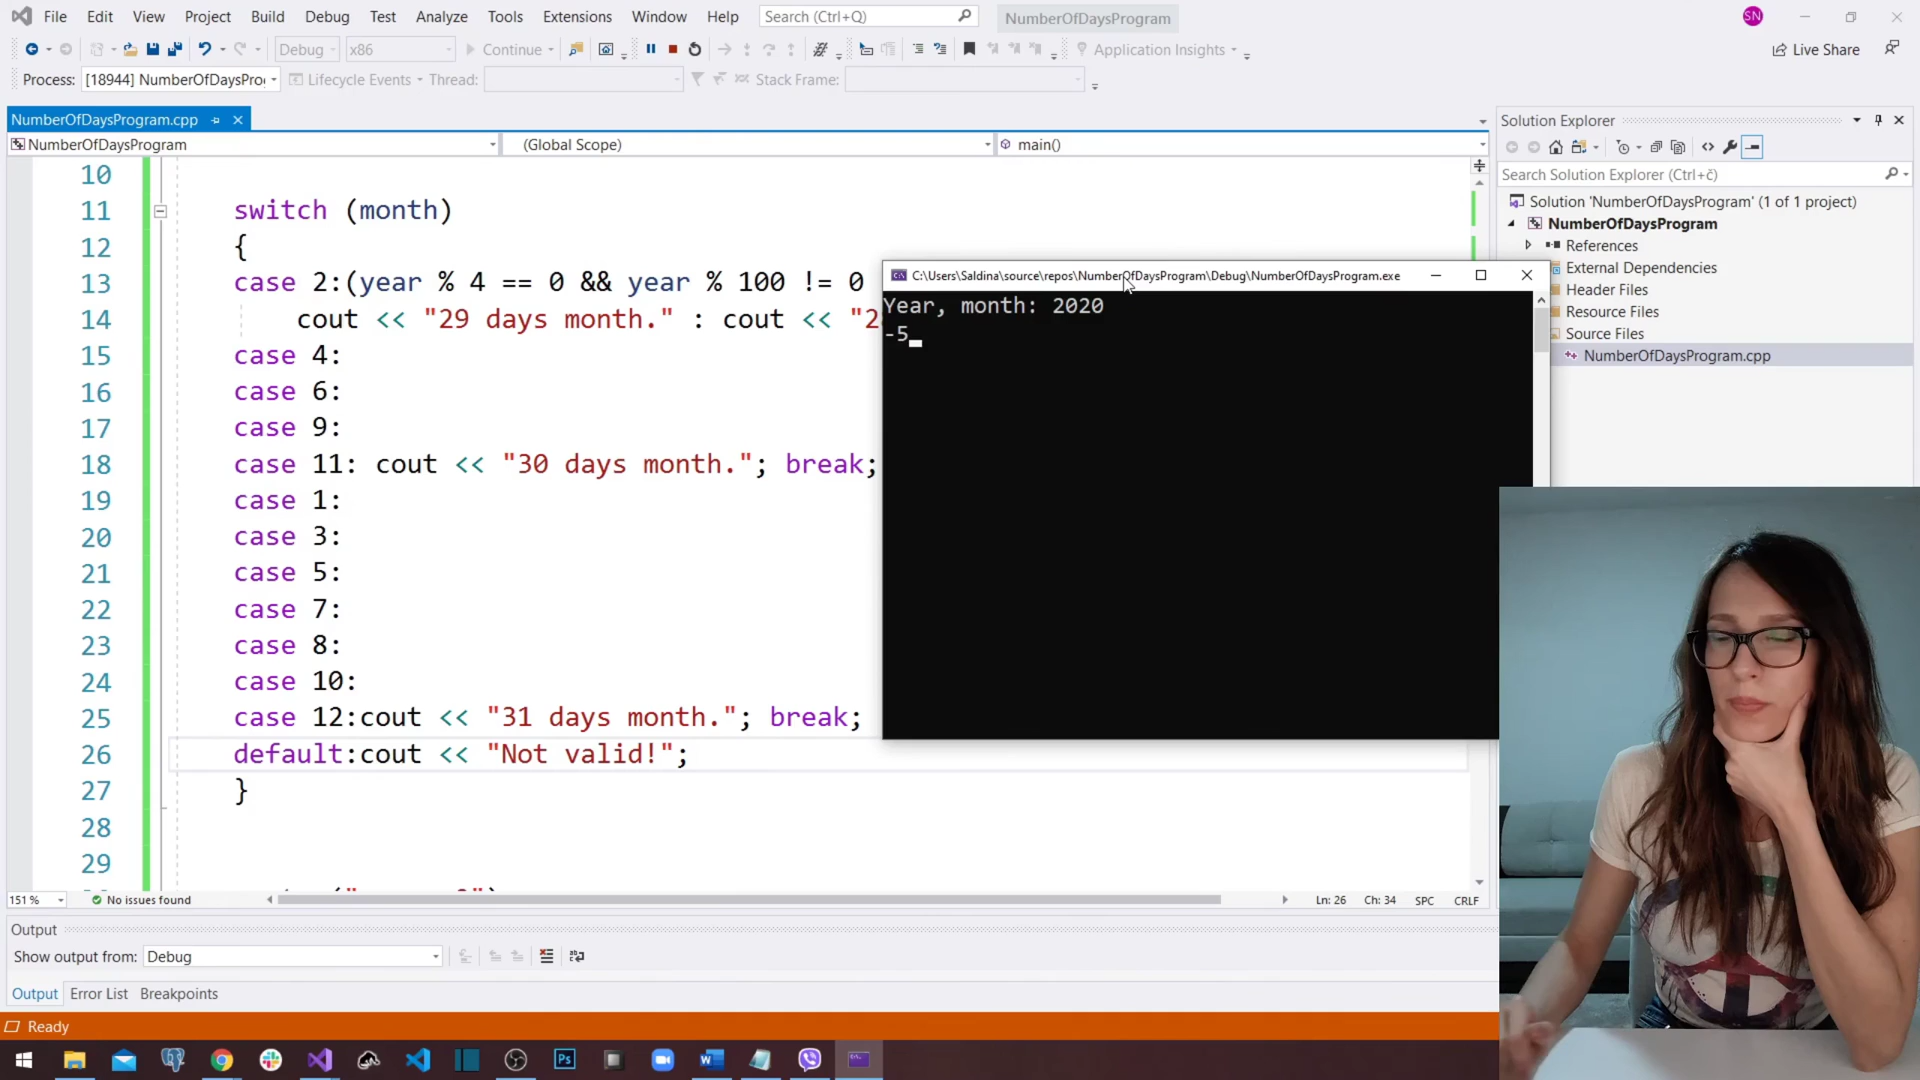 File Edit View Project Build Debug Test Analyze Tools Extensions Window Help Search (Ctrl+Q) NumberOfDaysProgram SN
Debug x86 Continue Application Insights Live Share
Process: [18944] NumberOfDaysPro Lifecycle Events Thread: Stack Frame:
NumberOfDaysProgram.cpp
NumberOfDaysProgram (Global Scope) main()
10
11 switch (month)
12 {
13 case 2:(year % 4 == 0 && year % 100 != 0
14 cout << "29 days month." : cout << "2
15 case 4:
16 case 6:
17 case 9:
18 case 11: cout << "30 days month."; break;
19 case 1:
20 case 3:
21 case 5:
22 case 7:
23 case 8:
24 case 10:
25 case 12:cout << "31 days month."; break;
26 default:cout << "Not valid!";
27 }
28
29
C:\Users\Saldina\source\repos\NumberOfDaysProgram\Debug\NumberOfDaysProgram.exe
Year, month: 2020
-5
Solution Explorer
Search Solution Explorer (Ctrl+č)
Solution 'NumberOfDaysProgram' (1 of 1 project)
NumberOfDaysProgram
References
External Dependencies
Header Files
Resource Files
Source Files
NumberOfDaysProgram.cpp
151 % No issues found Ln: 26 Ch: 34 SPC CRLF
Output
Show output from: Debug
Output Error List Breakpoints
Ready
Ps